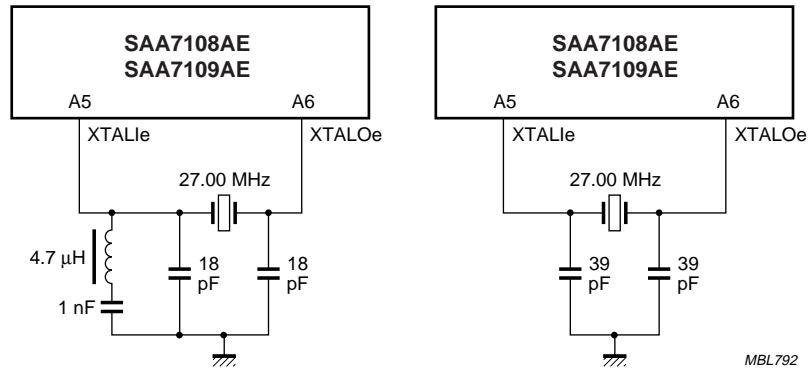 SAA7108AE
SAA7109AE
A5
A6
XTALIe
XTALOe
27.00 MHz
4.7 μH
18
pF
18
pF
1 nF
SAA7108AE
SAA7109AE
A5
A6
XTALIe
XTALOe
27.00 MHz
39
pF
39
pF
MBL792